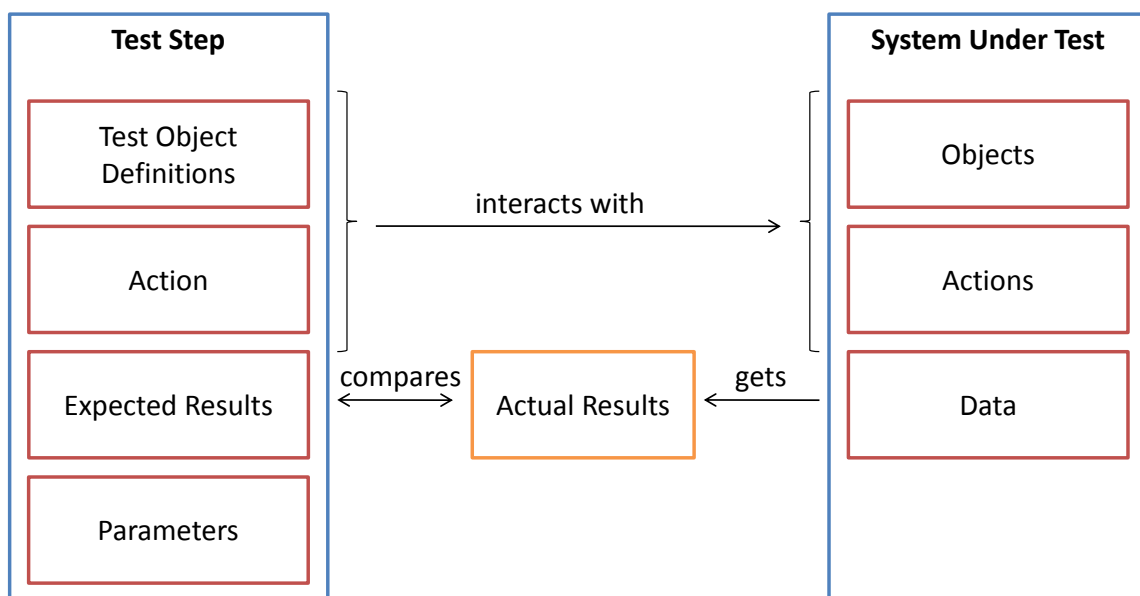 Test Step
Test Object
Definitions
Action
Expected Results
Parameters
interacts with
compares
Actual Results
gets
System Under Test
Objects
Actions
Data